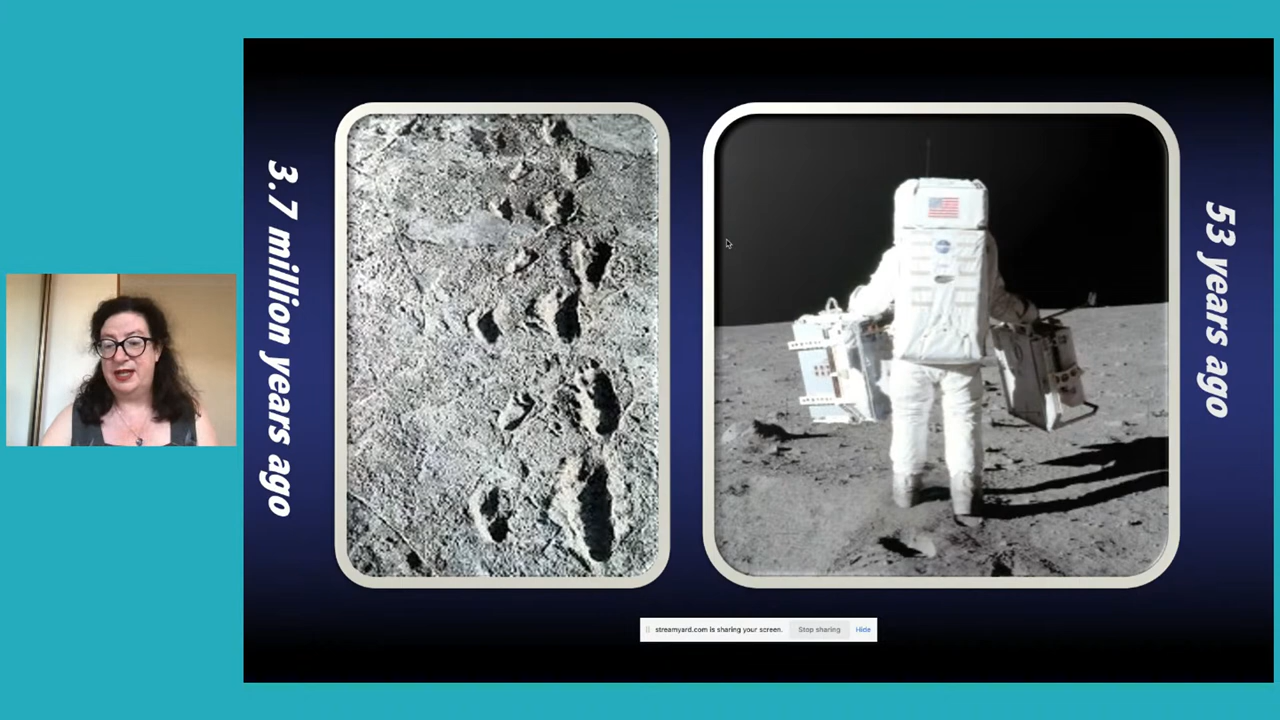 3.7 million years ago
53 years ago
streamyard.com is sharing your screen. Stop sharing Hide